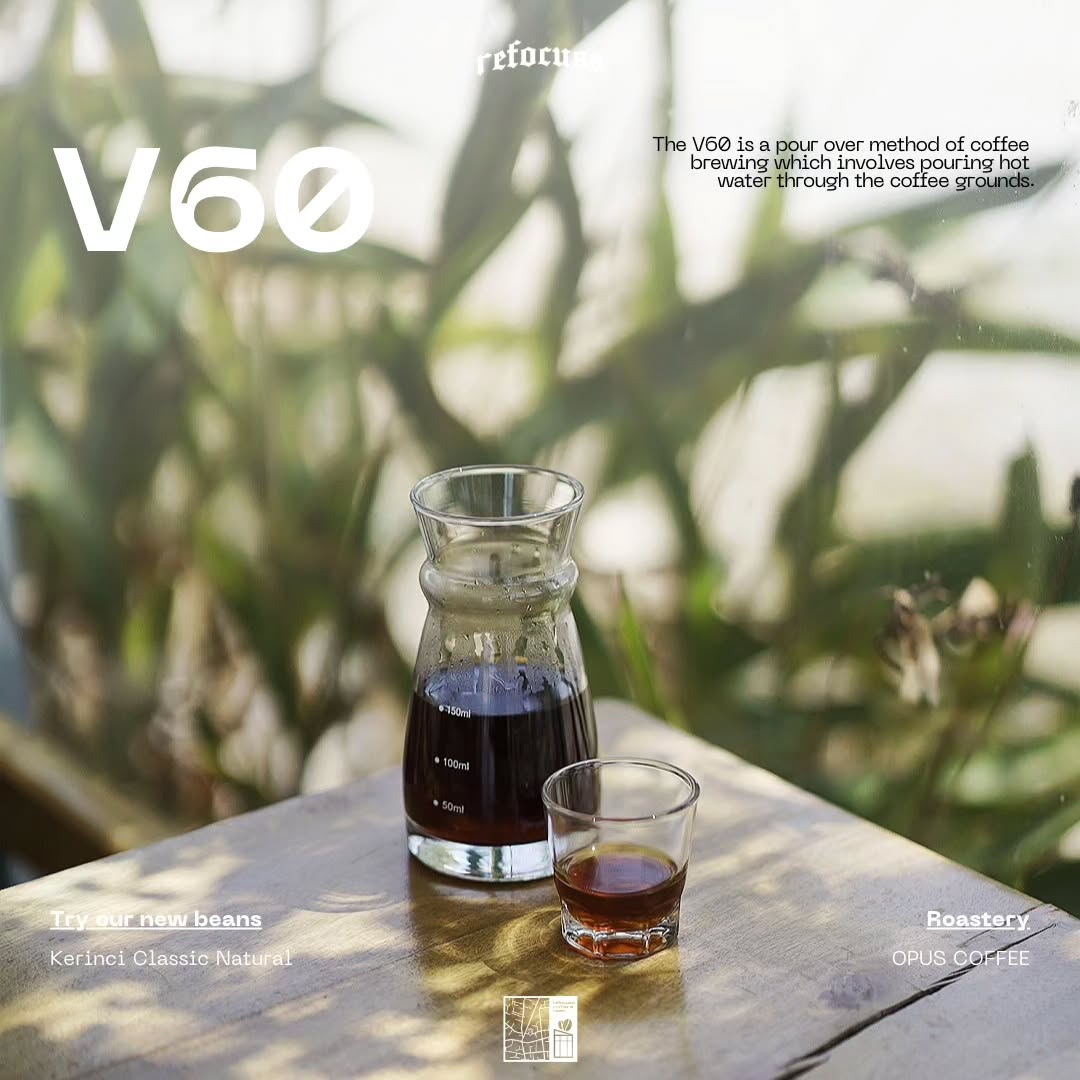 refocuss
V60
The V60 is a pour over method of coffee
brewing which involves pouring hot
water through the coffee grounds.
150ml
100ml
50ml
Try our new beans
Kerinci Classic Natural
Roastery
OPUS COFFEE